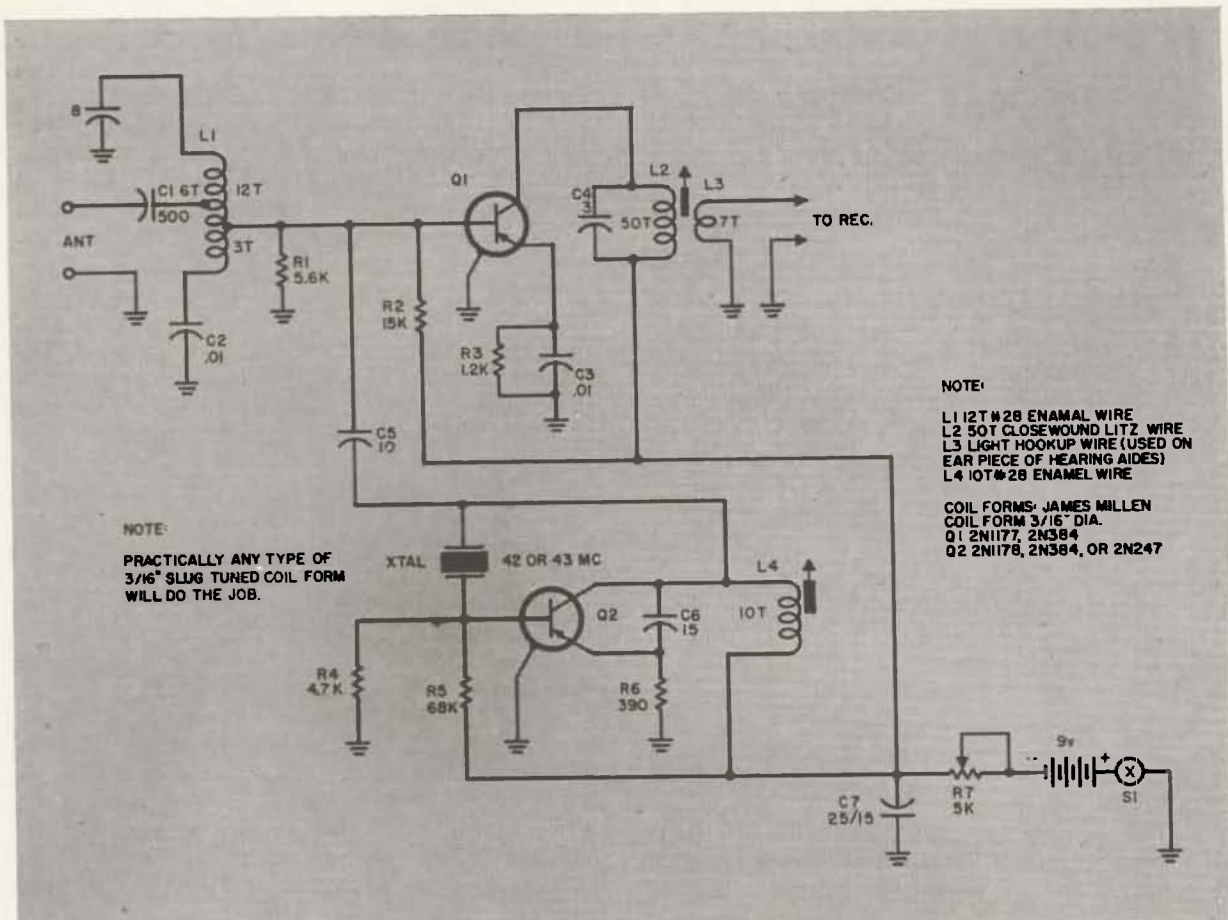 8
L1
C1 6T
500
12T
3T
ANT
C2
.01
R1
5.6K
R2
15K
Q1
R3
1.2K
C3
.01
C4
3
L2
50T
L3
7T
TO REC.
C5
10
NOTE:
L1 12T #28 ENAMAL WIRE
L2 50T CLOSEWOUND LITZ WIRE
L3 LIGHT HOOKUP WIRE (USED ON
EAR PIECE OF HEARING AIDES)
L4 10T #28 ENAMEL WIRE
COIL FORMS: JAMES MILLEN
COIL FORM 3/16" DIA.
Q1 2N1177, 2N384
Q2 2N1178, 2N384, OR 2N247
NOTE:
PRACTICALLY ANY TYPE OF
3/16" SLUG TUNED COIL FORM
WILL DO THE JOB.
XTAL
42 OR 43 MC
Q2
C6
15
L4
10T
R4
4.7K
R5
68K
R6
390
C7
25/15
R7
5K
9v
- +
S1